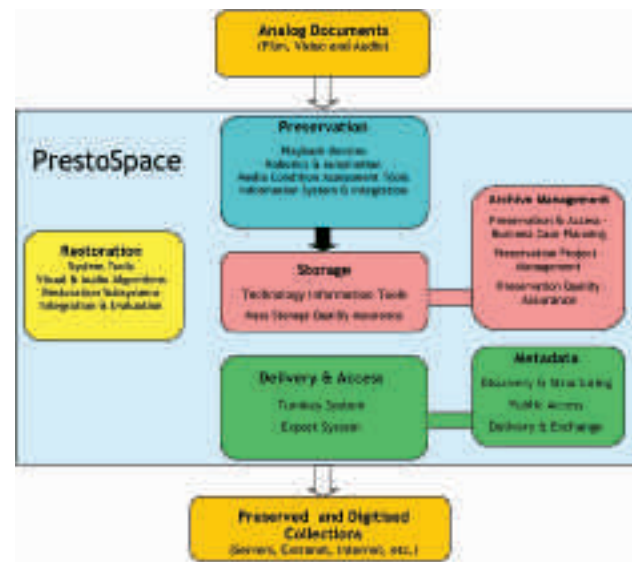 Analog Documents
(Film, Video and Audio)
PrestoSpace
Preservation
Playback Devices
Robotics & Automation
Media Condition Assessment Tools
Information System & Integration
Restoration
System Tools
Visual & Audio Algorithms
Restoration Subsystems
Integration & Evaluation
Storage
Technology Information Tools
Mass Storage Quality Assurance
Archive Management
Preservation & Access -
Business Case Planning
Preservation Project
Management
Preservation Quality
Assurance
Delivery & Access
Turnkey System
Export System
Metadata
Discovery & Structuring
Public Access
Delivery & Exchange
Preserved and Digitised
Collections
(Servers, Extranet, Internet, etc.)